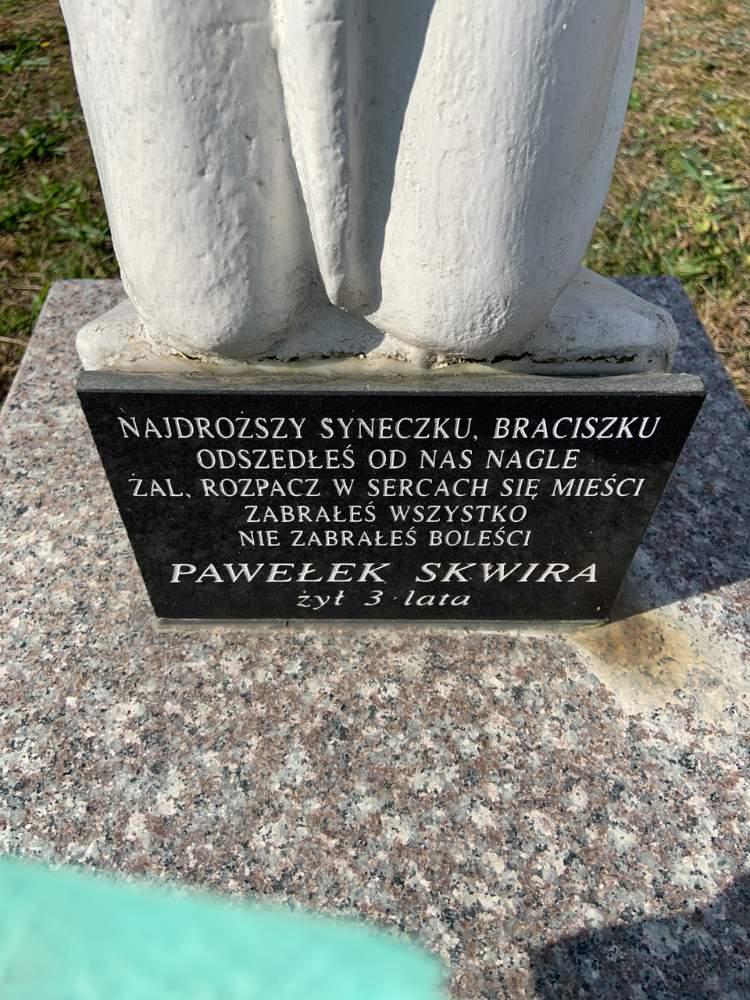 NAJDROZSZY SYNECZKU, BRACISZKU
ODSZEDŁEŚ OD NAS NAGLE
ŻAL, ROZPACZ W SERCACH SIĘ MIEŚCI
ZABRAŁEŚ WSZYSTKO
NIE ZABRAŁEŚ BOLEŚCI
PAWEŁEK SKWIRA
żył 3 lata